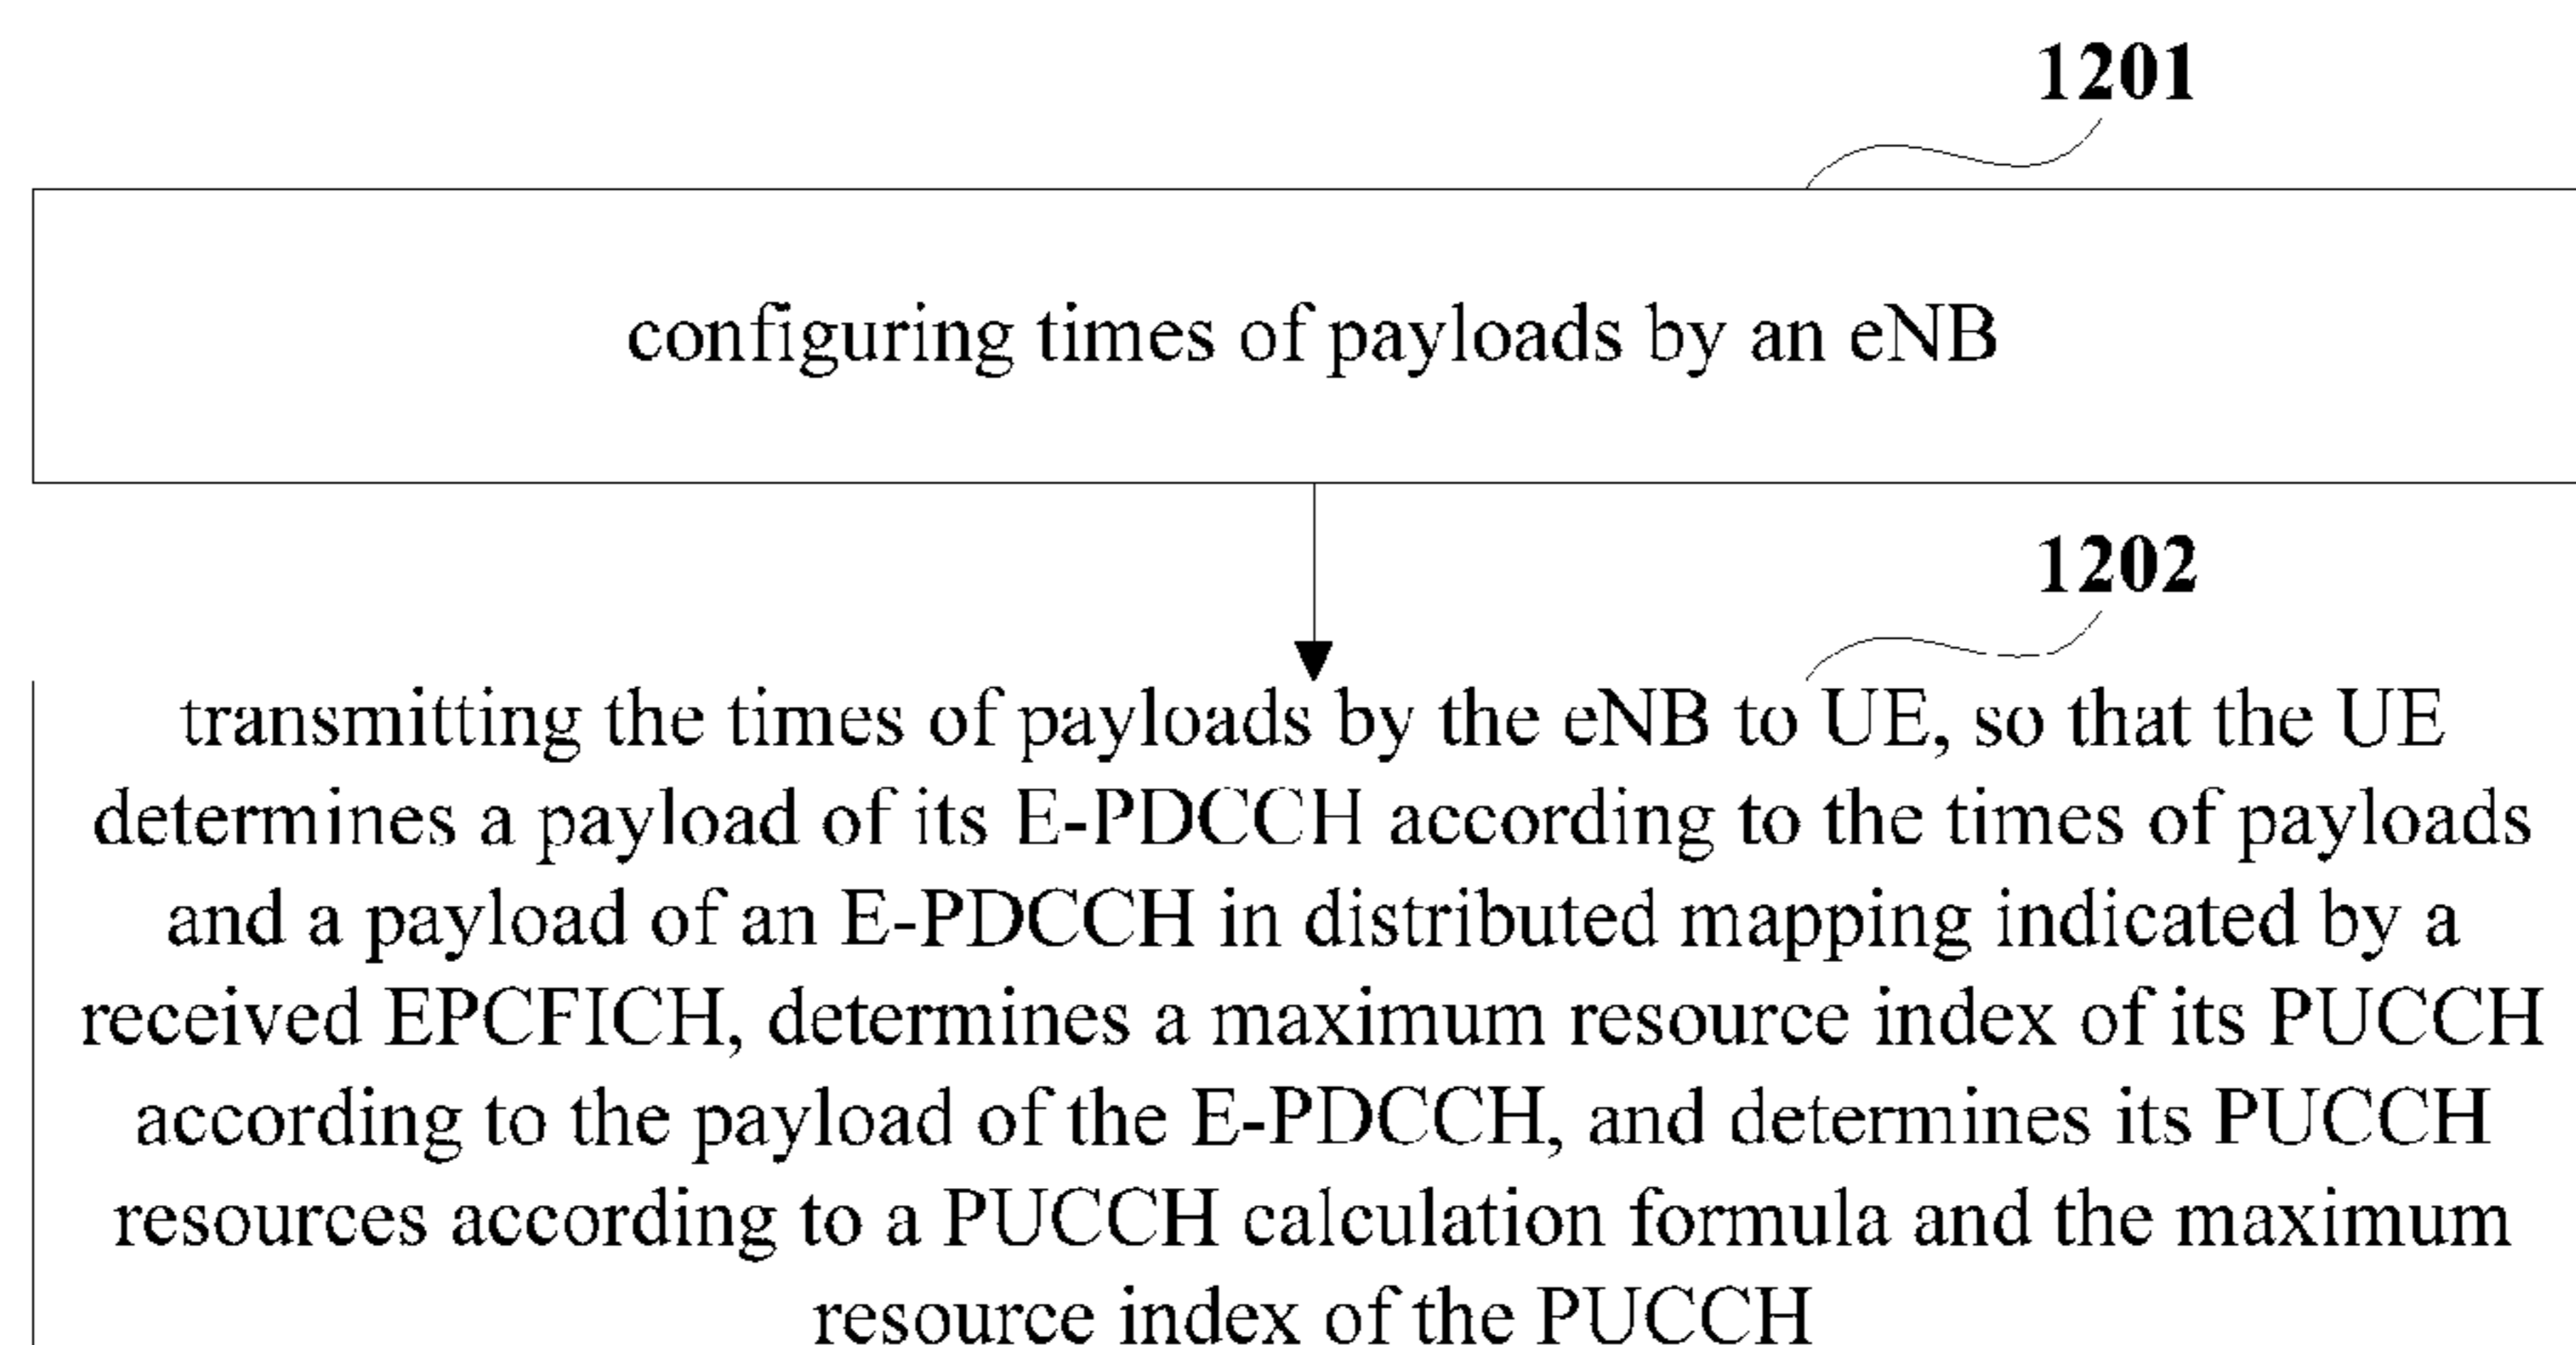 1201
configuring times of payloads by an eNB
1202
transmitting the times of payloads by the eNB to UE, so that the UE
determines a payload of its E-PDCCH according to the times of payloads
and a payload of an E-PDCCH in distributed mapping indicated by a
received EPCFICH, determines a maximum resource index of its PUCCH
according to the payload of the E-PDCCH, and determines its PUCCH
resources according to a PUCCH calculation formula and the maximum
resource index of the PUCCH